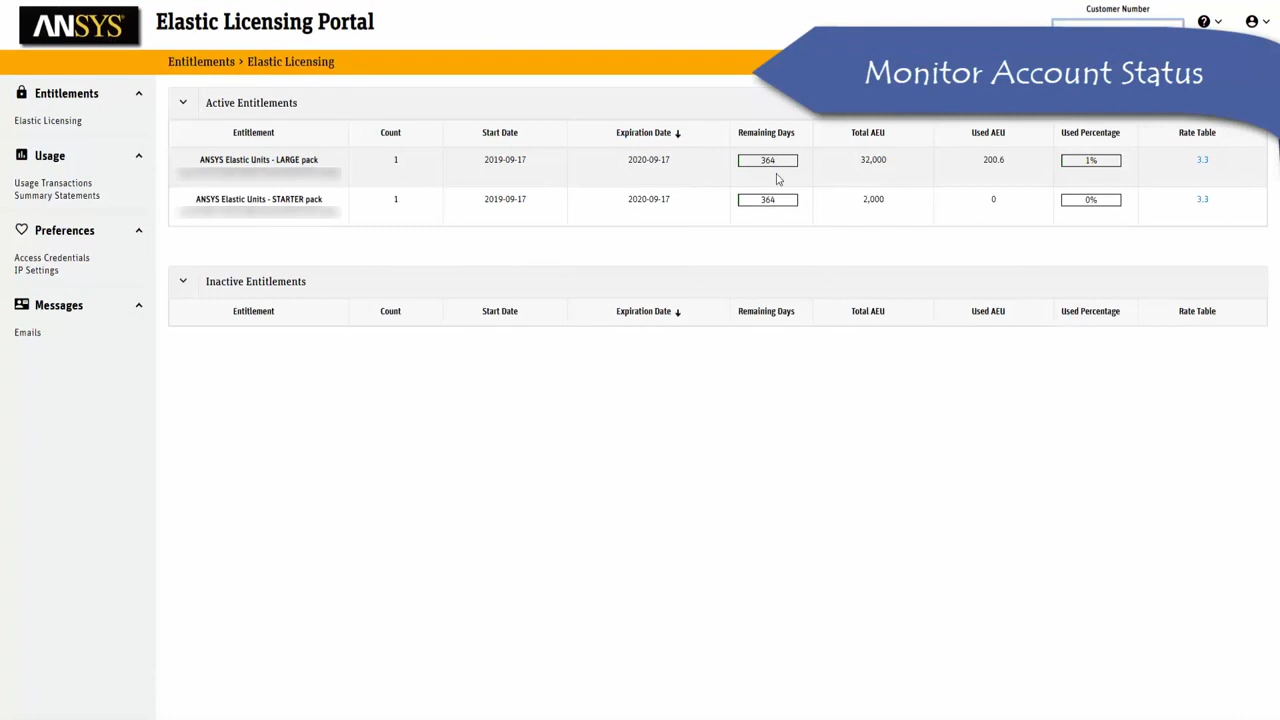 ANSYS
Elastic Licensing Portal
Customer Number
Entitlements > Elastic Licensing
Monitor Account Status
Entitlements
Elastic Licensing
Usage
Usage Transactions
Summary Statements
Preferences
Access Credentials
IP Settings
Messages
Emails
Active Entitlements
Entitlement Count Start Date Expiration Date Remaining Days Total AEU Used AEU Used Percentage Rate Table
ANSYS Elastic Units - LARGE pack 1 2019-09-17 2020-09-17 364 32,000 200.6 1% 3.3
ANSYS Elastic Units - STARTER pack 1 2019-09-17 2020-09-17 364 2,000 0 0% 3.3
Inactive Entitlements
Entitlement Count Start Date Expiration Date Remaining Days Total AEU Used AEU Used Percentage Rate Table